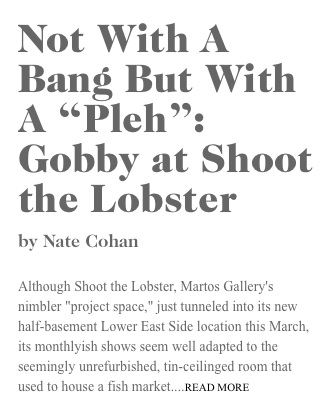 Not With A
Bang But With
A “Pleh”:
Gobby at Shoot
the Lobster
by Nate Cohan
Although Shoot the Lobster, Martos Gallery's
nimbler "project space," just tunneled into its new
half-basement Lower East Side location this March,
its monthlyish shows seem well adapted to the
seemingly unrefurbished, tin-ceilinged room that
used to house a fish market....READ MORE